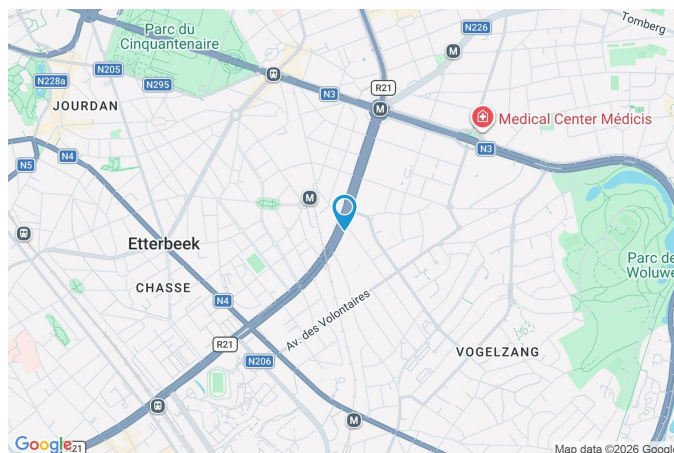 Parc du
Cinquantenaire
Tomberg
M
N226
N205
N228a
N295
R21
M
N3
JOURDAN
Medical Center Médicis
N4
N3
N5
M
Etterbeek
Parc de
Woluwe
CHASSE
N4
Av. des Volontaires
R21
VOGELZANG
N206
M
Google
21
Map data ©2026 Google